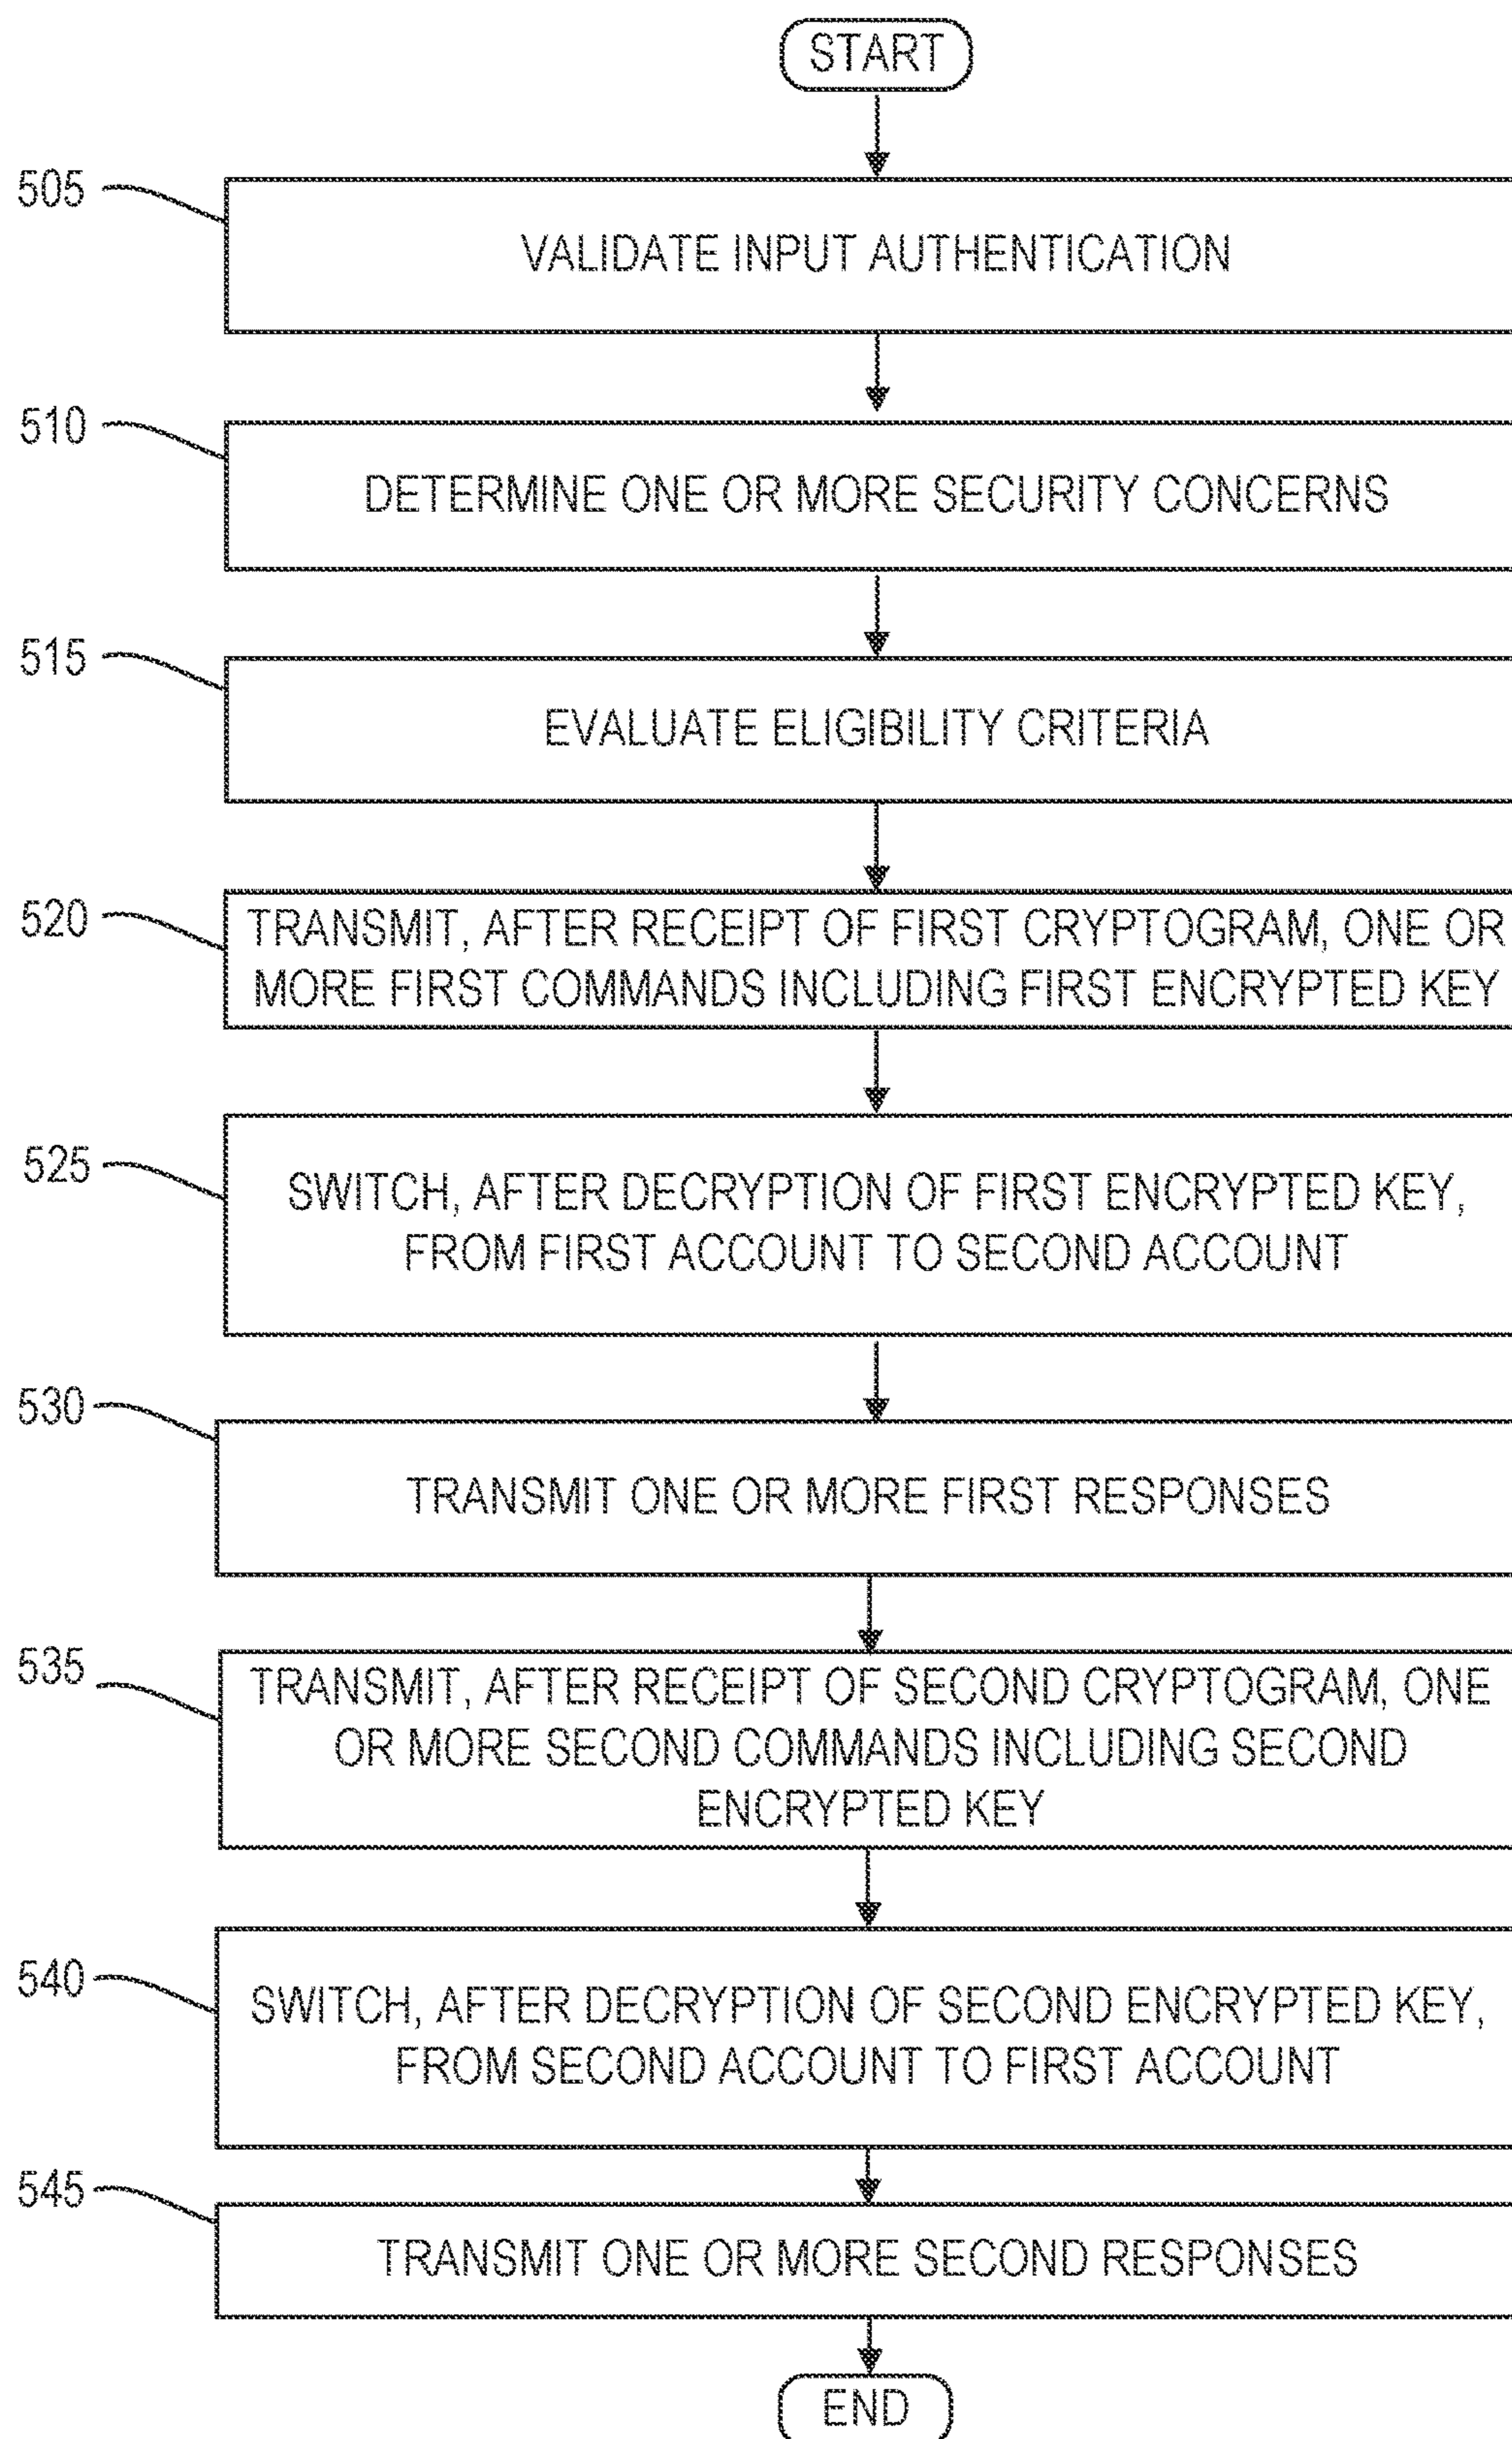 START
505
VALIDATE INPUT AUTHENTICATION
510
DETERMINE ONE OR MORE SECURITY CONCERNS
515
EVALUATE ELIGIBILITY CRITERIA
520
TRANSMIT, AFTER RECEIPT OF FIRST CRYPTOGRAM, ONE OR
MORE FIRST COMMANDS INCLUDING FIRST ENCRYPTED KEY
525
SWITCH, AFTER DECRYPTION OF FIRST ENCRYPTED KEY,
FROM FIRST ACCOUNT TO SECOND ACCOUNT
530
TRANSMIT ONE OR MORE FIRST RESPONSES
535
TRANSMIT, AFTER RECEIPT OF SECOND CRYPTOGRAM, ONE
OR MORE SECOND COMMANDS INCLUDING SECOND
ENCRYPTED KEY
540
SWITCH, AFTER DECRYPTION OF SECOND ENCRYPTED KEY,
FROM SECOND ACCOUNT TO FIRST ACCOUNT
545
TRANSMIT ONE OR MORE SECOND RESPONSES
END